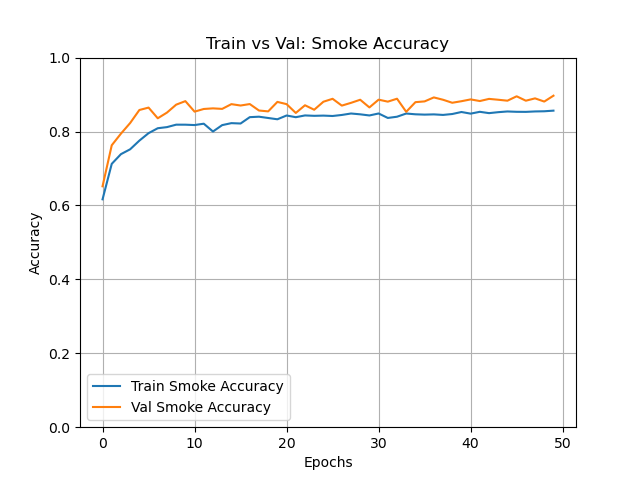 Train vs Val: Smoke Accuracy
1.0
0.8
0.6
0.4
0.2
0.0
Accuracy
Train Smoke Accuracy
Val Smoke Accuracy
0 10 20 30 40 50
Epochs